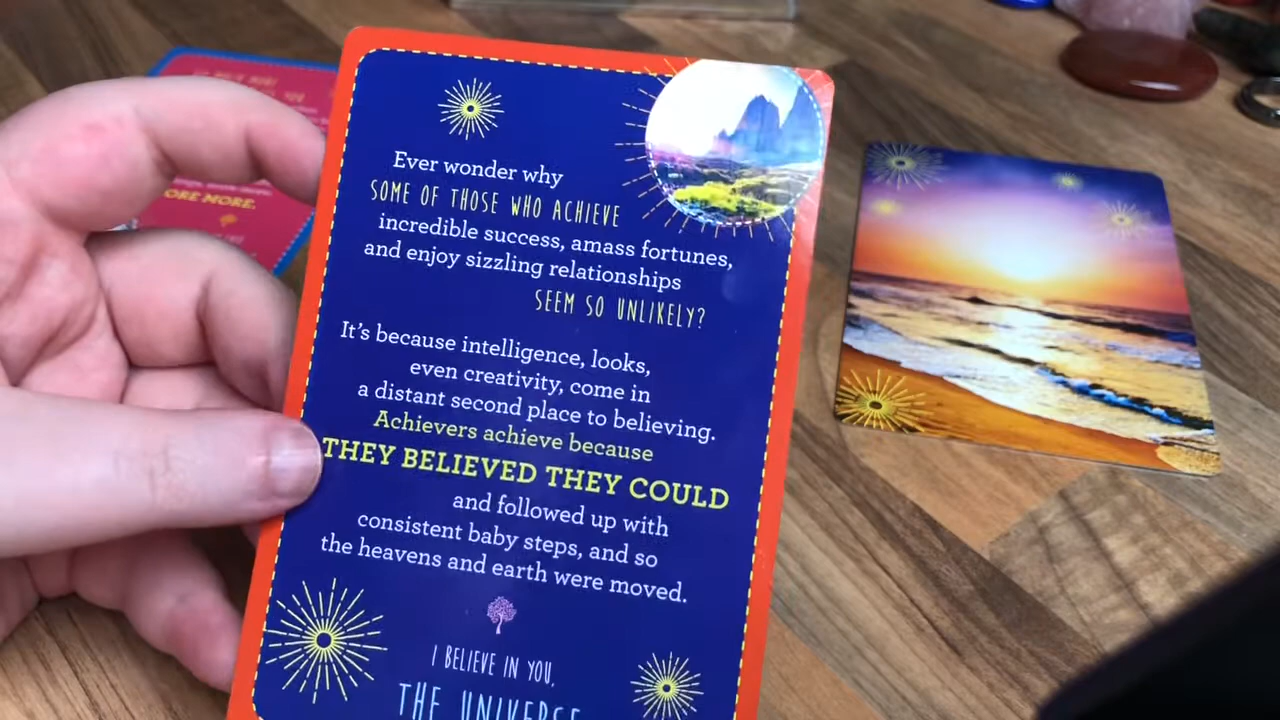 Ever wonder why
SOME OF THOSE WHO ACHIEVE
incredible success, amass fortunes,
and enjoy sizzling relationships
SEEM SO UNLIKELY?
It's because intelligence, looks,
even creativity, come in
a distant second place to believing.
Achievers achieve because
THEY BELIEVED THEY COULD
and followed up with
consistent baby steps, and so
the heavens and earth were moved.
I BELIEVE IN YOU,
THE UNIVERSE
ORE MORE.